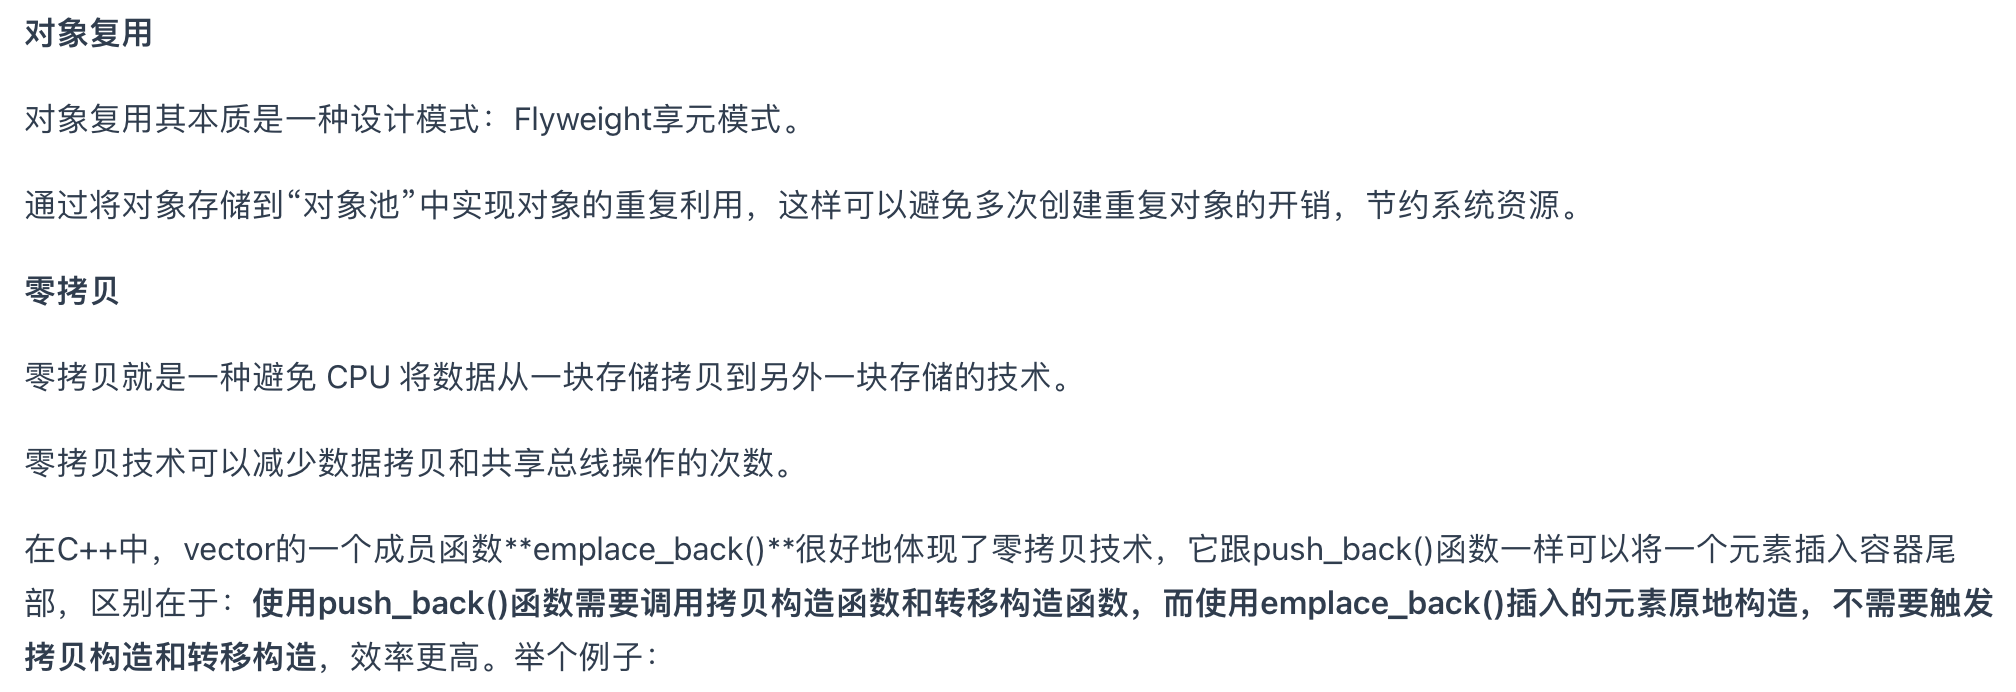 对象复用
对象复用其本质是一种设计模式：Flyweight享元模式。
通过将对象存储到“对象池”中实现对象的重复利用，这样可以避免多次创建重复对象的开销，节约系统资源。
零拷贝
零拷贝就是一种避免 CPU 将数据从一块存储拷贝到另外一块存储的技术。
零拷贝技术可以减少数据拷贝和共享总线操作的次数。
在C++中，vector的一个成员函数**emplace_back()**很好地体现了零拷贝技术，它跟push_back()函数一样可以将一个元素插入容器尾
部，区别在于：使用push_back()函数需要调用拷贝构造函数和转移构造函数，而使用emplace_back()插入的元素原地构造，不需要触发
拷贝构造和转移构造，效率更高。举个例子：